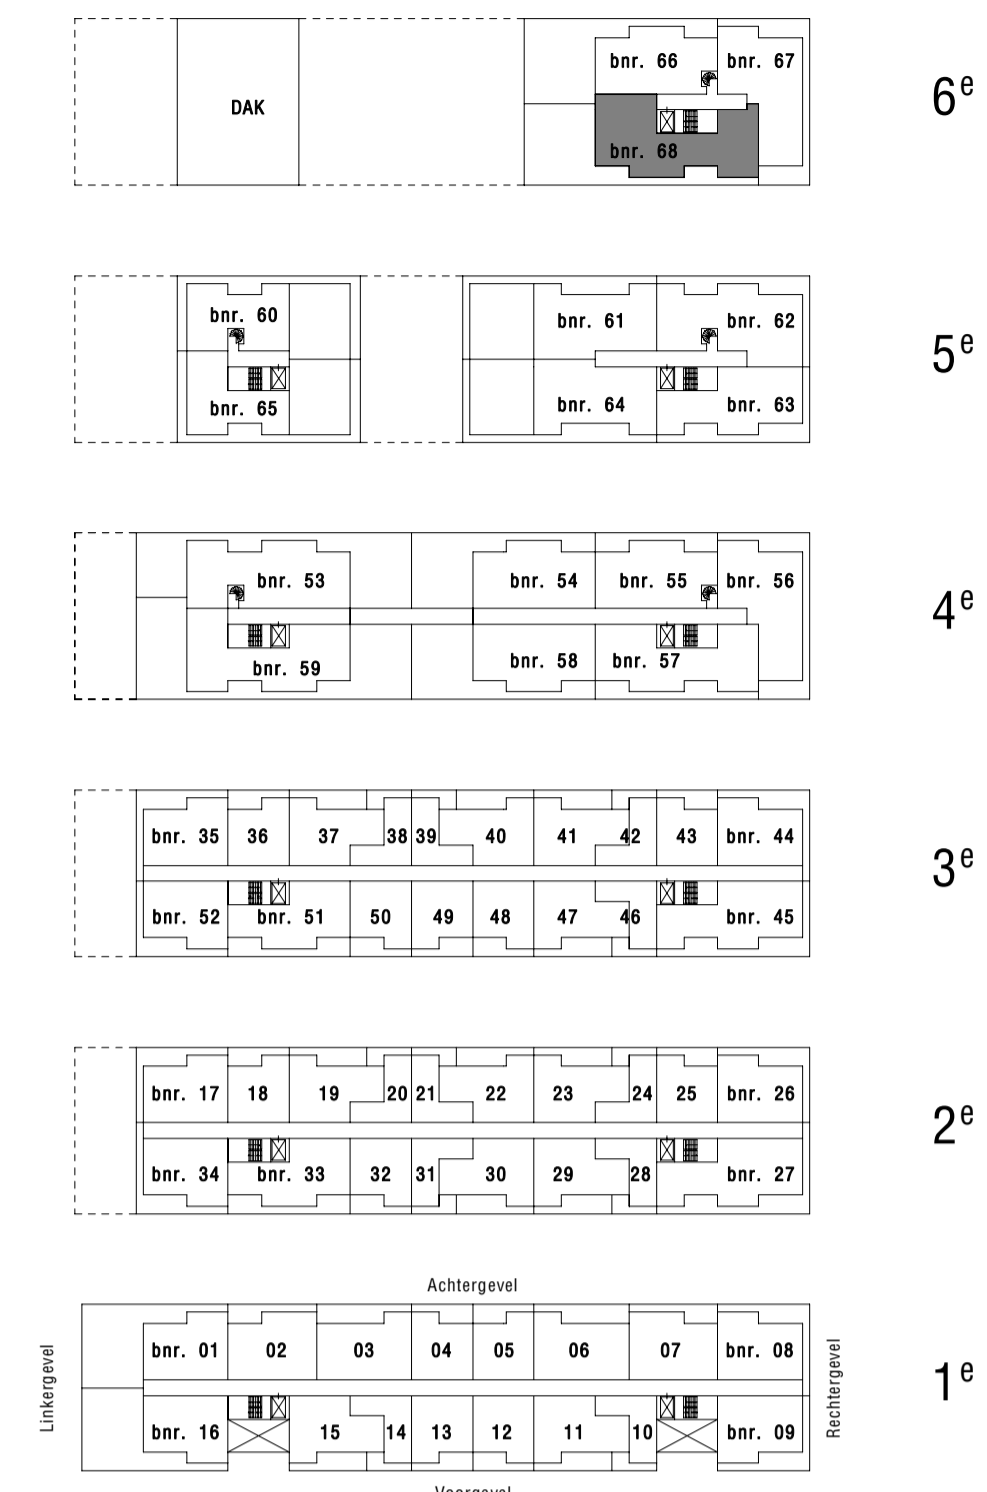 bnr. 66 bnr. 67
DAK
bnr. 68
6e
bnr. 60 bnr. 61 bnr. 62
bnr. 65 bnr. 64 bnr. 63
5e
bnr. 53 bnr. 54 bnr. 55 bnr. 56
bnr. 59 bnr. 58 bnr. 57
4e
bnr. 35 36 37 38 39 40 41 42 43 bnr. 44
bnr. 52 bnr. 51 50 49 48 47 46 bnr. 45
3e
bnr. 17 18 19 20 21 22 23 24 25 bnr. 26
bnr. 34 bnr. 33 32 31 30 29 28 bnr. 27
2e
Achtergevel
bnr. 01 02 03 04 05 06 07 bnr. 08
bnr. 16 15 14 13 12 11 10 bnr. 09
1e
Linkergevel
Rechtergevel
Voorgevel